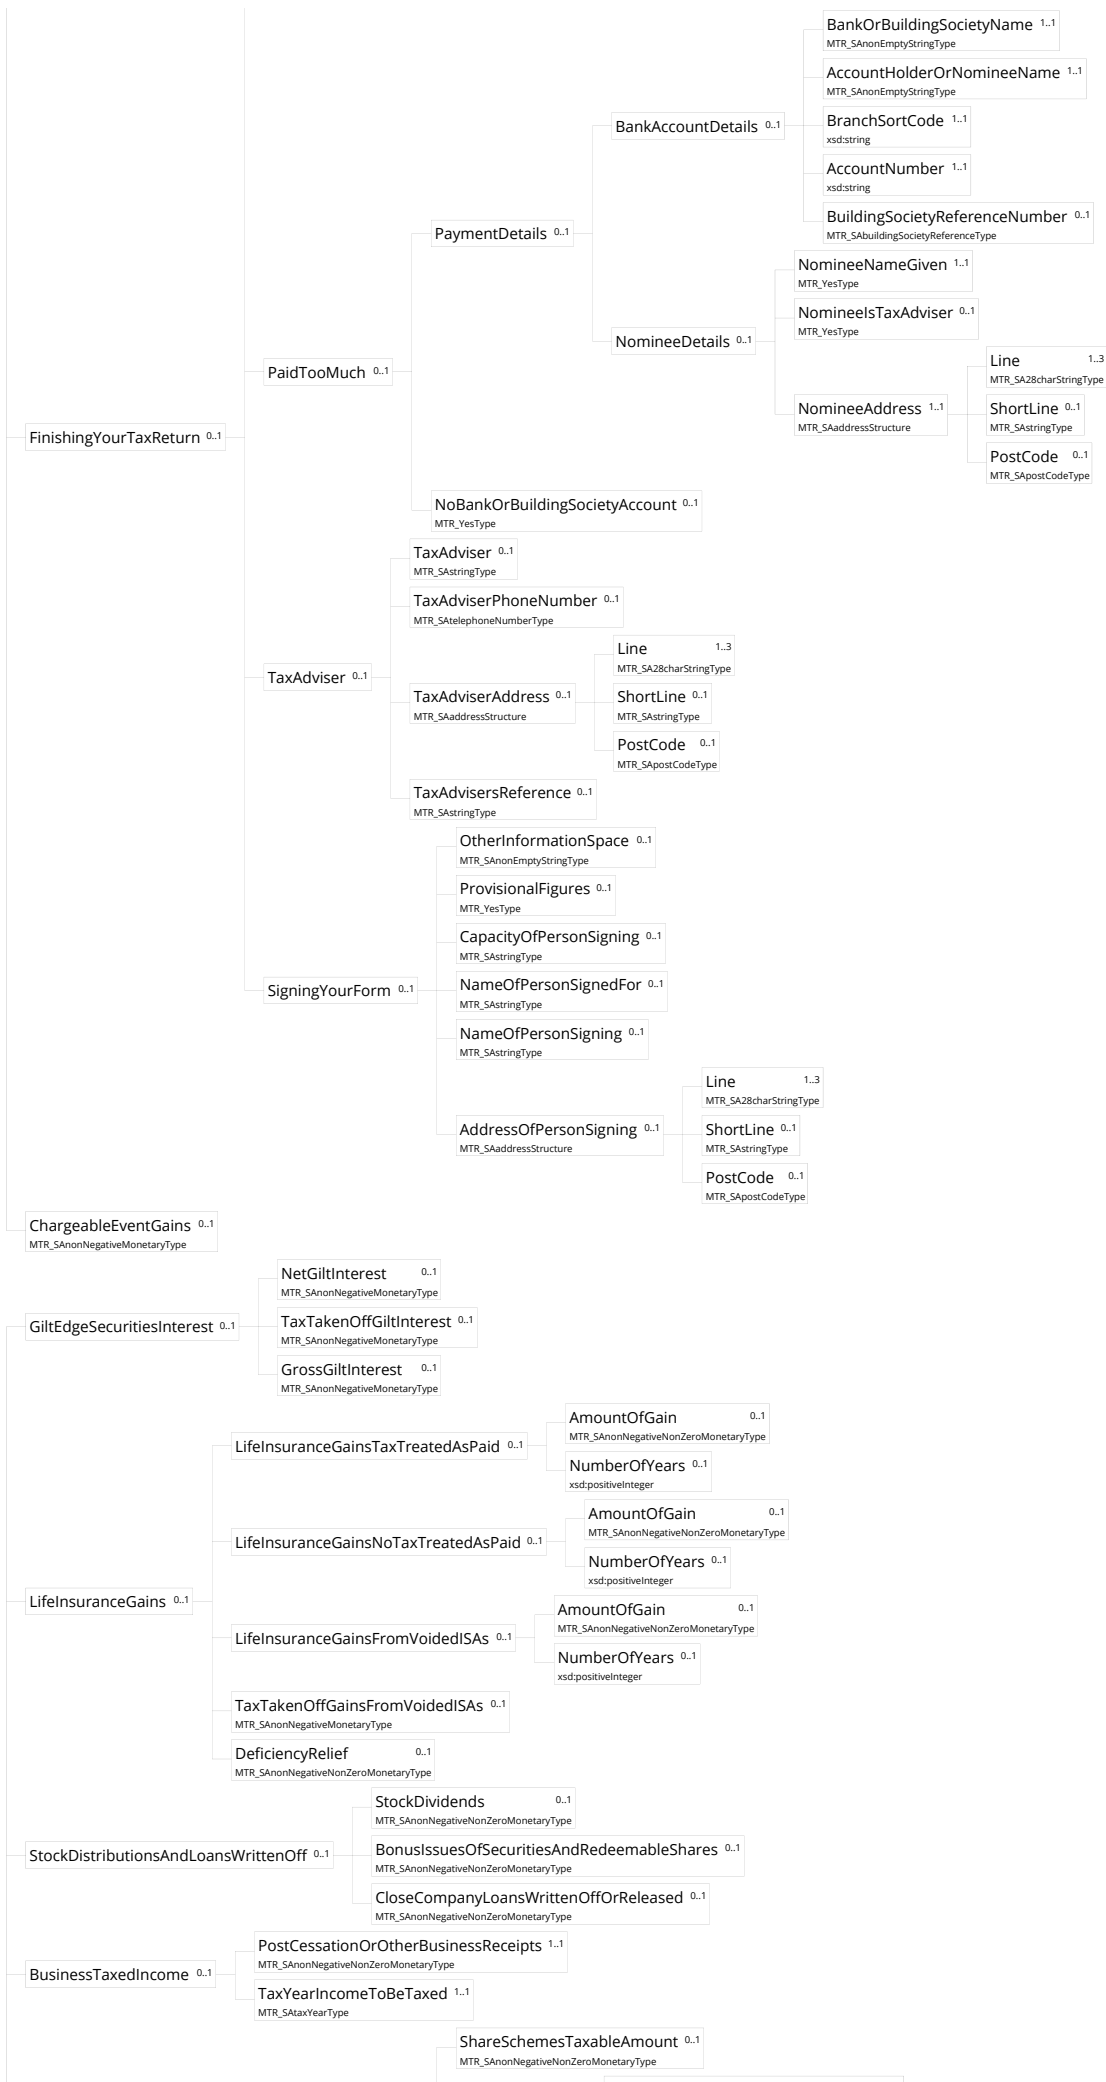 BankOrBuildingSocietyName 1..1
MTR_SAnonEmptyStringType
AccountHolderOrNomineeName 1..1
MTR_SAnonEmptyStringType
BankAccountDetails 0..1
BranchSortCode 1..1
xsd:string
AccountNumber 1..1
xsd:string
BuildingSocietyReferenceNumber 0..1
MTR_SAbuildingSocietyReferenceType
PaymentDetails 0..1
NomineeNameGiven 1..1
MTR_YesType
NomineeIsTaxAdviser 0..1
MTR_YesType
NomineeDetails 0..1
Line 1..3
MTR_SA28charStringType
PaidTooMuch 0..1
NomineeAddress 1..1
MTR_SAaddressStructure
ShortLine 0..1
MTR_SAstringType
FinishingYourTaxReturn 0..1
PostCode 0..1
MTR_SApostCodeType
NoBankOrBuildingSocietyAccount 0..1
MTR_YesType
TaxAdviser 0..1
MTR_SAstringType
TaxAdviserPhoneNumber 0..1
MTR_SAtelephoneNumberType
Line 1..3
MTR_SA28charStringType
TaxAdviser 0..1
TaxAdviserAddress 0..1
MTR_SAaddressStructure
ShortLine 0..1
MTR_SAstringType
PostCode 0..1
MTR_SApostCodeType
TaxAdvisersReference 0..1
MTR_SAstringType
OtherInformationSpace 0..1
MTR_SAnonEmptyStringType
ProvisionalFigures 0..1
MTR_YesType
CapacityOfPersonSigning 0..1
MTR_SAstringType
SigningYourForm 0..1
NameOfPersonSignedFor 0..1
MTR_SAstringType
NameOfPersonSigning 0..1
MTR_SAstringType
Line 1..3
MTR_SA28charStringType
AddressOfPersonSigning 0..1
MTR_SAaddressStructure
ShortLine 0..1
MTR_SAstringType
PostCode 0..1
MTR_SApostCodeType
ChargeableEventGains 0..1
MTR_SAnonNegativeMonetaryType
NetGiltInterest 0..1
MTR_SAnonNegativeMonetaryType
GiltEdgeSecuritiesInterest 0..1
TaxTakenOffGiltInterest 0..1
MTR_SAnonNegativeMonetaryType
GrossGiltInterest 0..1
MTR_SAnonNegativeMonetaryType
AmountOfGain 0..1
MTR_SAnonNegativeNonZeroMonetaryType
LifeInsuranceGainsTaxTreatedAsPaid 0..1
NumberOfYears 0..1
xsd:positiveInteger
AmountOfGain 0..1
MTR_SAnonNegativeNonZeroMonetaryType
LifeInsuranceGainsNoTaxTreatedAsPaid 0..1
NumberOfYears 0..1
xsd:positiveInteger
LifeInsuranceGains 0..1
AmountOfGain 0..1
MTR_SAnonNegativeNonZeroMonetaryType
LifeInsuranceGainsFromVoidedISAs 0..1
NumberOfYears 0..1
xsd:positiveInteger
TaxTakenOffGainsFromVoidedISAs 0..1
MTR_SAnonNegativeMonetaryType
DeficiencyRelief 0..1
MTR_SAnonNegativeNonZeroMonetaryType
StockDividends 0..1
MTR_SAnonNegativeNonZeroMonetaryType
StockDistributionsAndLoansWrittenOff 0..1
BonusIssuesOfSecuritiesAndRedeemableShares 0..1
MTR_SAnonNegativeNonZeroMonetaryType
CloseCompanyLoansWrittenOffOrReleased 0..1
MTR_SAnonNegativeNonZeroMonetaryType
PostCessationOrOtherBusinessReceipts 1..1
MTR_SAnonNegativeNonZeroMonetaryType
BusinessTaxedIncome 0..1
TaxYearIncomeToBeTaxed 1..1
MTR_SAtaxYearType
ShareSchemesTaxableAmount 0..1
MTR_SAnonNegativeNonZeroMonetaryType